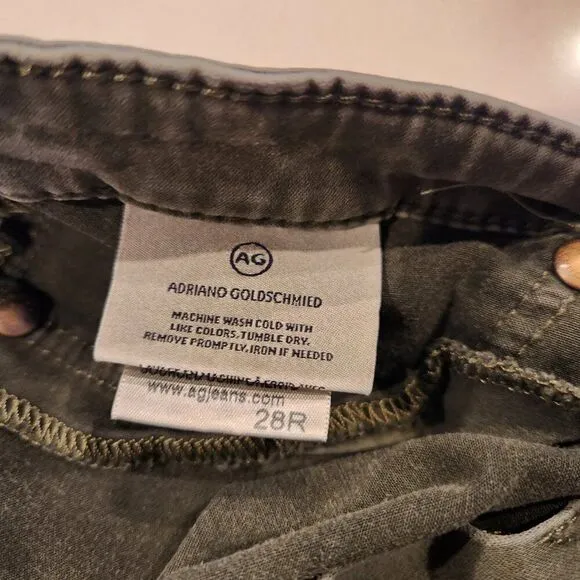 AG
ADRIANO GOLDSCHMIED
MACHINE WASH COLD WITH
LIKE COLORS. TUMBLE DRY.
REMOVE PROMPTLY. IRON IF NEEDED
www.agjeans.com
28R